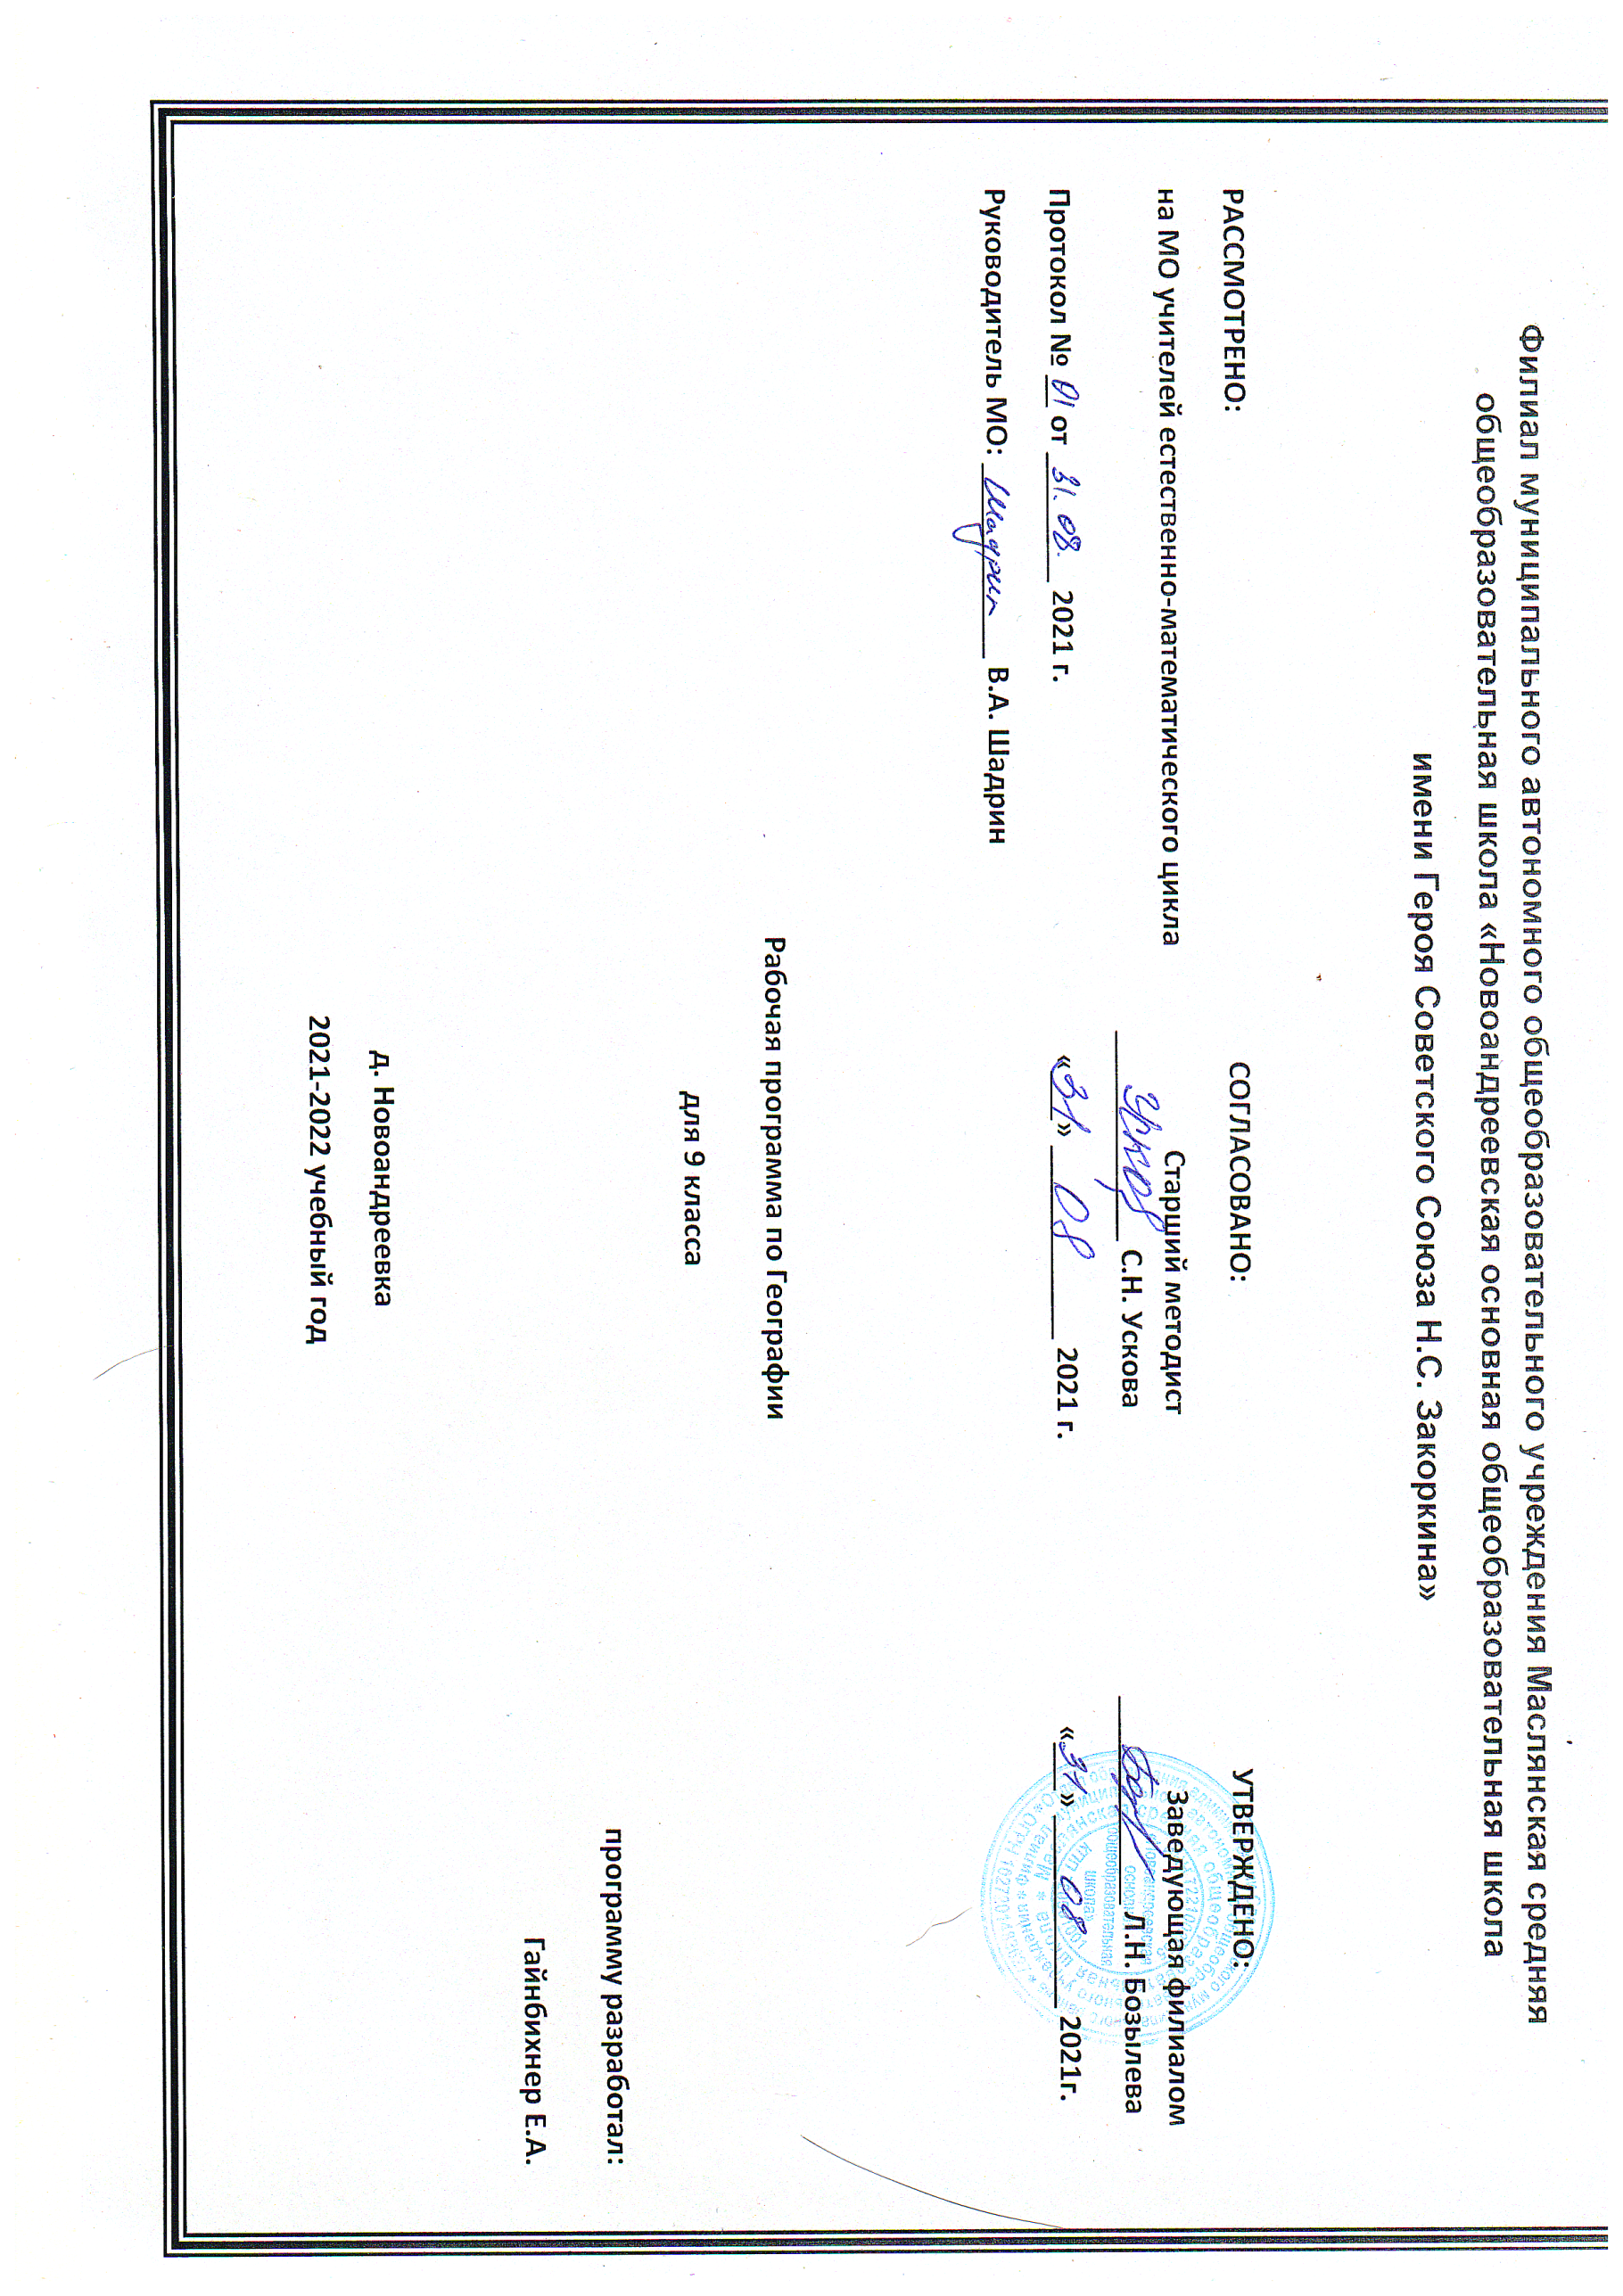 Филиал муниципального автономного общеобразовательного учреждения Маслянская средняя
общеобразовательная школа «Новоандреевская основная общеобразовательная школа
имени Героя Советского Союза Н.С. Закоркина»
РАССМОТРЕНО:
на МО учителей естественно-математического цикла
Протокол № 01 от 31.08. 2021 г.
Руководитель МО: Шадрин В.А. Шадрин
СОГЛАСОВАНО:
Старший методист
С.Н. Ускова
«31» 08 2021 г.
УТВЕРЖДЕНО:
Заведующая филиалом
Л.Н. Бозылева
«31» 08 2021г.
Рабочая программа по Географии
для 9 класса
программу разработал:
Гайнбихнер Е.А.
д. Новоандреевка
2021-2022 учебный год